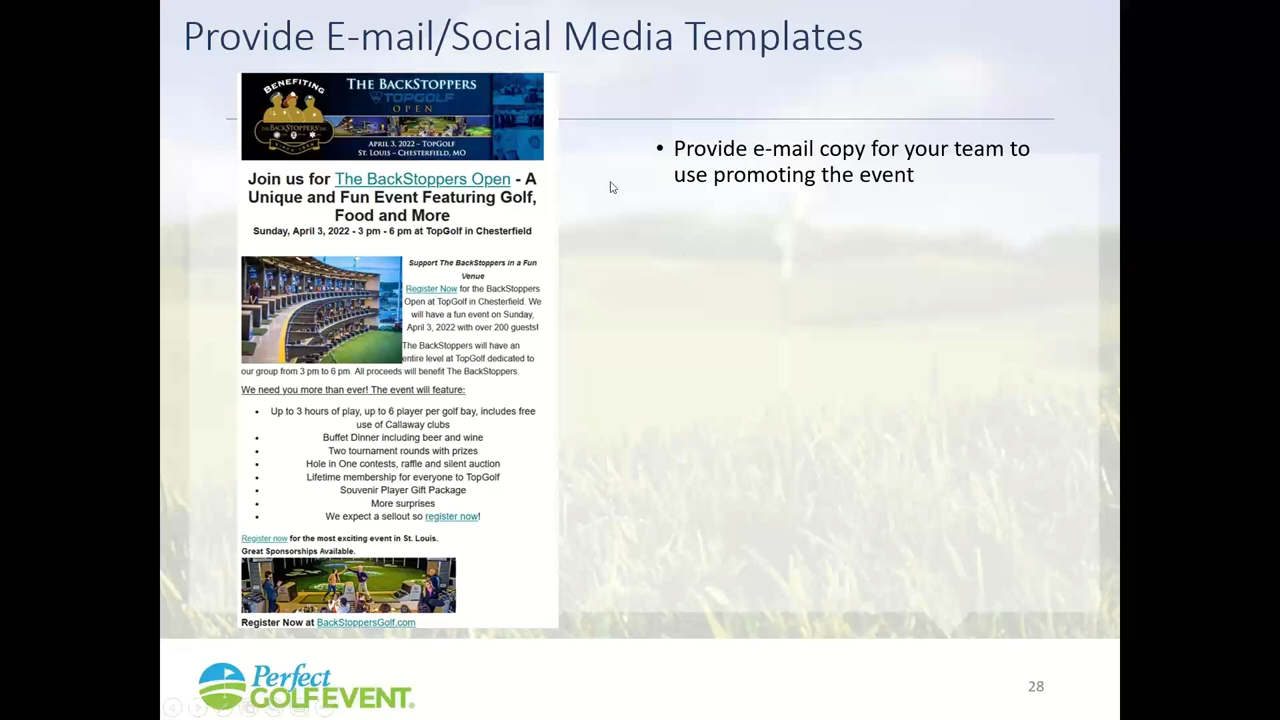 Provide E-mail/Social Media Templates
BENEFITING
THE BACKSTOPPERS
TOPGOLF
OPEN
THE BACKSTOPPERS INC
APRIL 3, 2022 – TOPGOLF
ST. LOUIS – CHESTERFIELD, MO
Join us for The BackStoppers Open - A
Unique and Fun Event Featuring Golf,
Food and More
Sunday, April 3, 2022 - 3 pm - 6 pm at TopGolf in Chesterfield
Support The BackStoppers in a Fun
Venue
Register Now for the BackStoppers
Open at TopGolf in Chesterfield. We
will have a fun event on Sunday,
April 3, 2022 with over 200 guests!
The BackStoppers will have an
entire level at TopGolf dedicated to
our group from 3 pm to 6 pm. All proceeds will benefit The BackStoppers.
We need you more than ever! The event will feature:
• Up to 3 hours of play, up to 6 player per golf bay, includes free
use of Callaway clubs
• Buffet Dinner including beer and wine
• Two tournament rounds with prizes
• Hole in One contests, raffle and silent auction
• Lifetime membership for everyone to TopGolf
• Souvenir Player Gift Package
• More surprises
• We expect a sellout so register now!
Register now for the most exciting event in St. Louis.
Great Sponsorships Available.
Register Now at BackStoppersGolf.com
• Provide e-mail copy for your team to
use promoting the event
Perfect
GOLF EVENT®
28